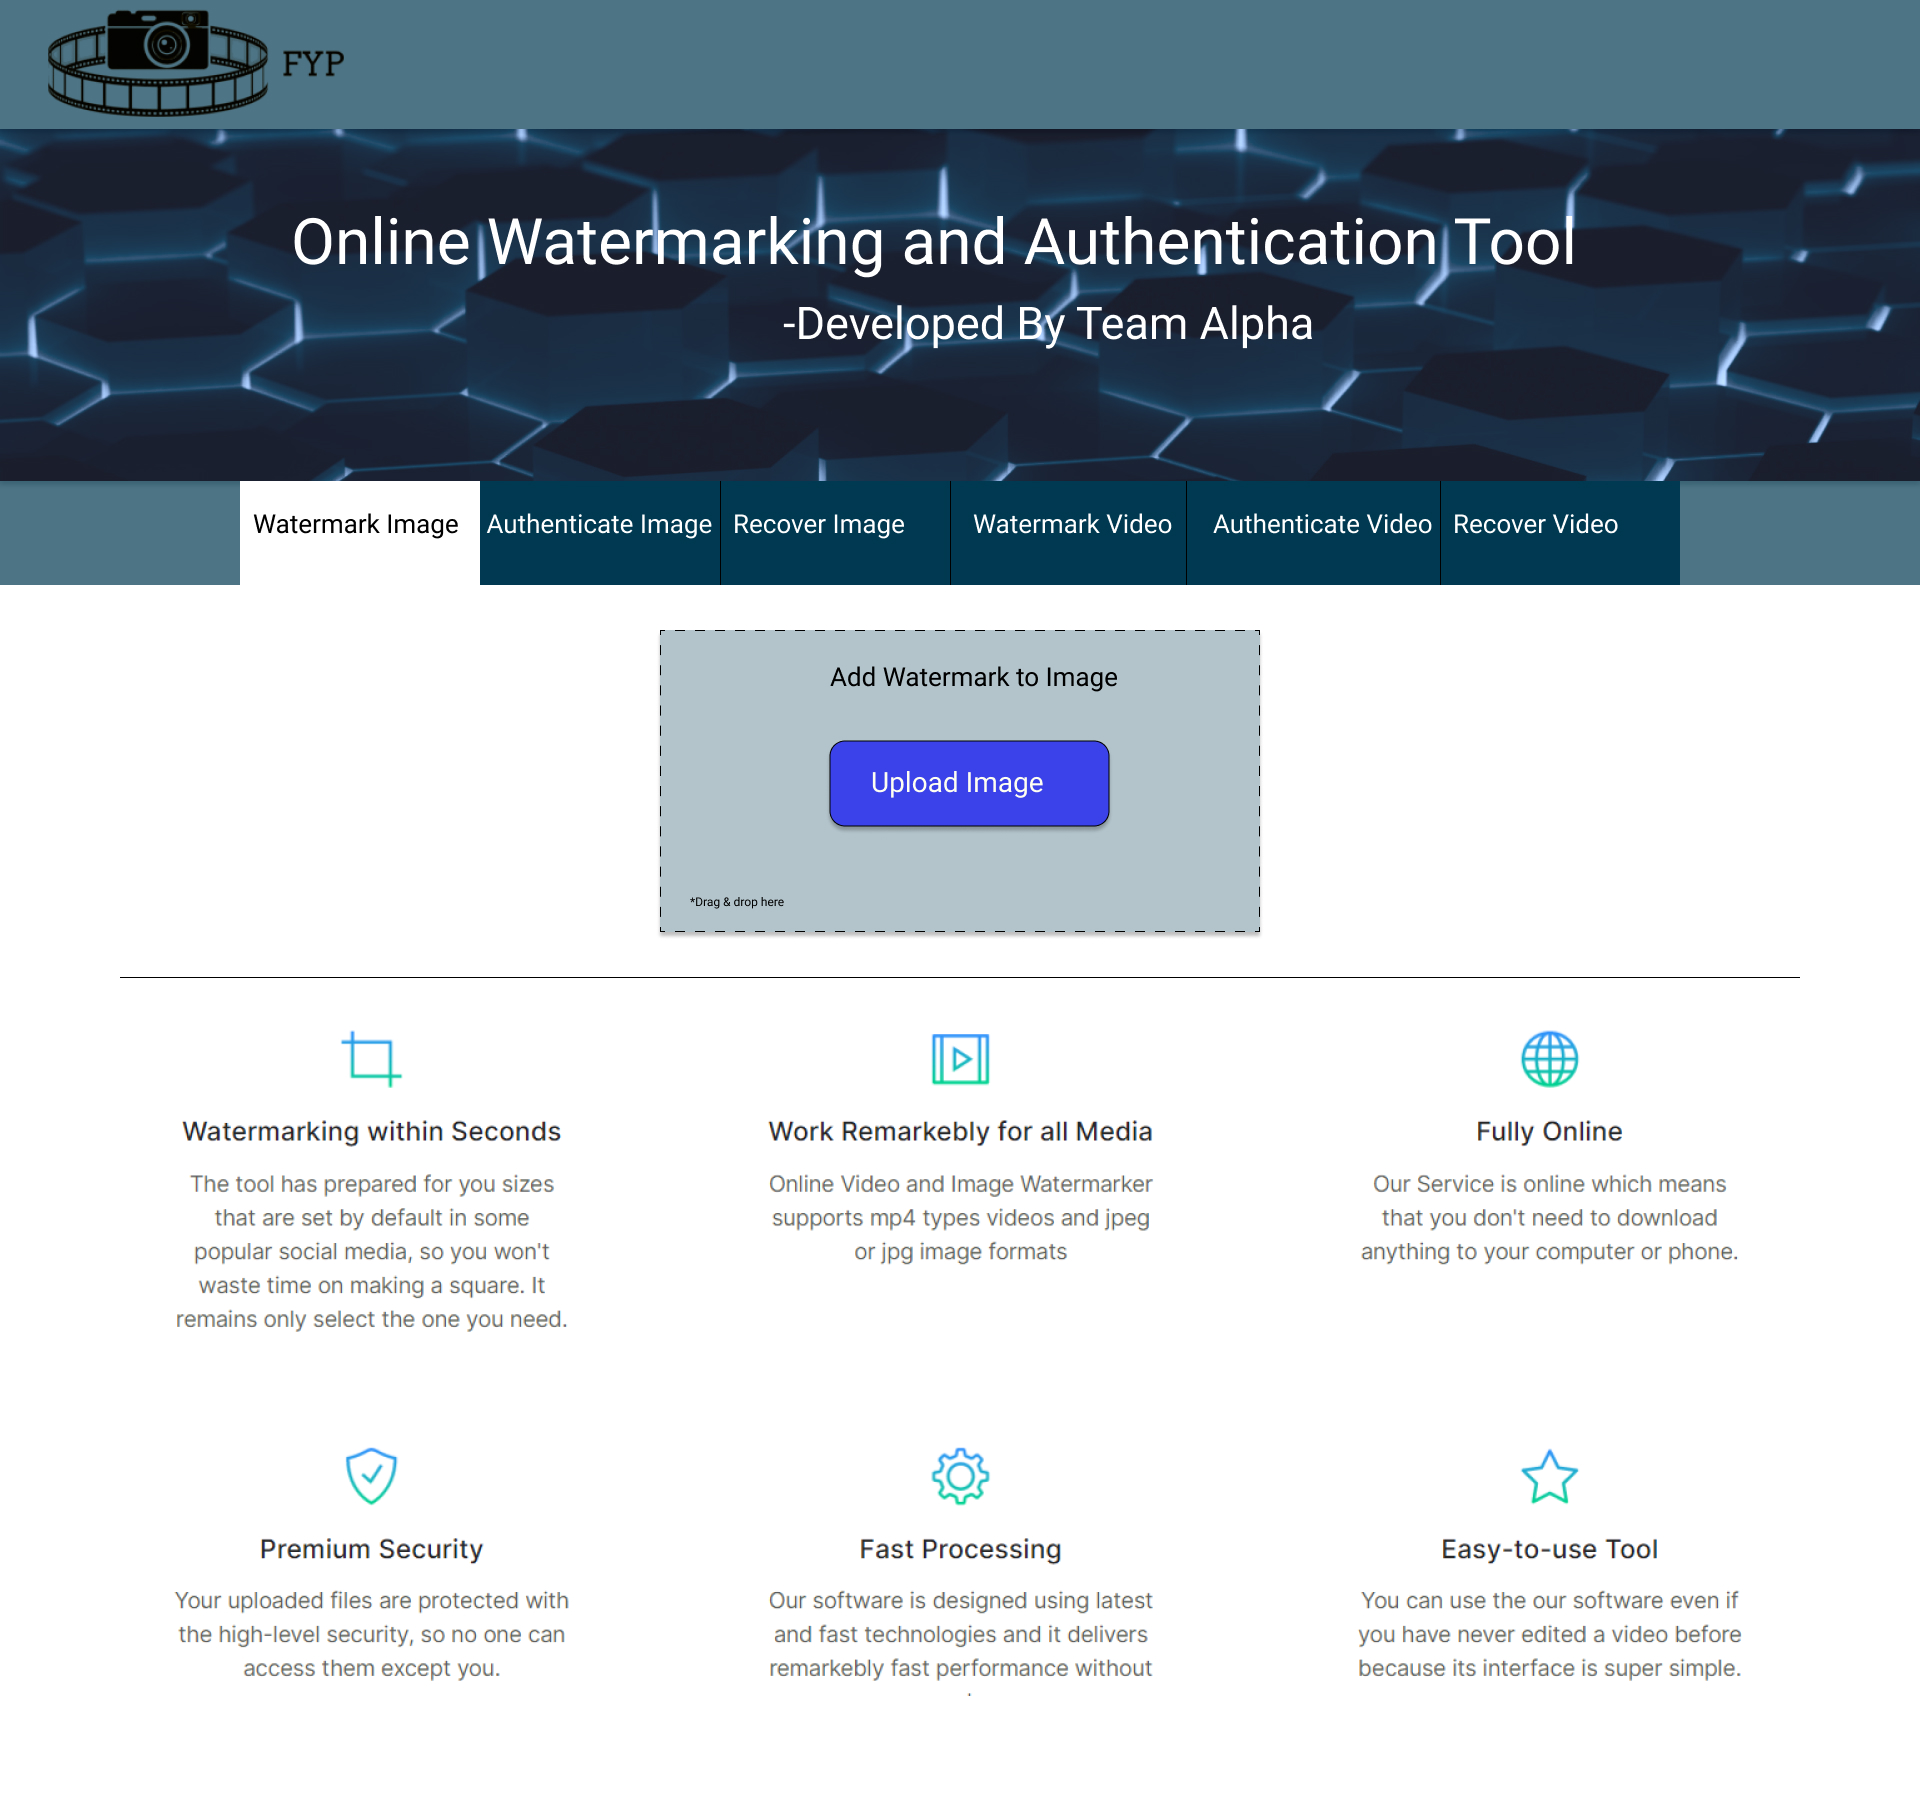 FYP
Online Watermarking and Authentication Tool
-Developed By Team Alpha
Watermark Image
Authenticate Image
Recover Image
Watermark Video
Authenticate Video
Recover Video
Add Watermark to Image
Upload Image
*Drag & drop here
Watermarking within Seconds
The tool has prepared for you sizes
that are set by default in some
popular social media, so you won't
waste time on making a square. It
remains only select the one you need.
Work Remarkebly for all Media
Online Video and Image Watermarker
supports mp4 types videos and jpeg
or jpg image formats
Fully Online
Our Service is online which means
that you don't need to download
anything to your computer or phone.
Premium Security
Your uploaded files are protected with
the high-level security, so no one can
access them except you.
Fast Processing
Our software is designed using latest
and fast technologies and it delivers
remarkebly fast performance without
Easy-to-use Tool
You can use the our software even if
you have never edited a video before
because its interface is super simple.